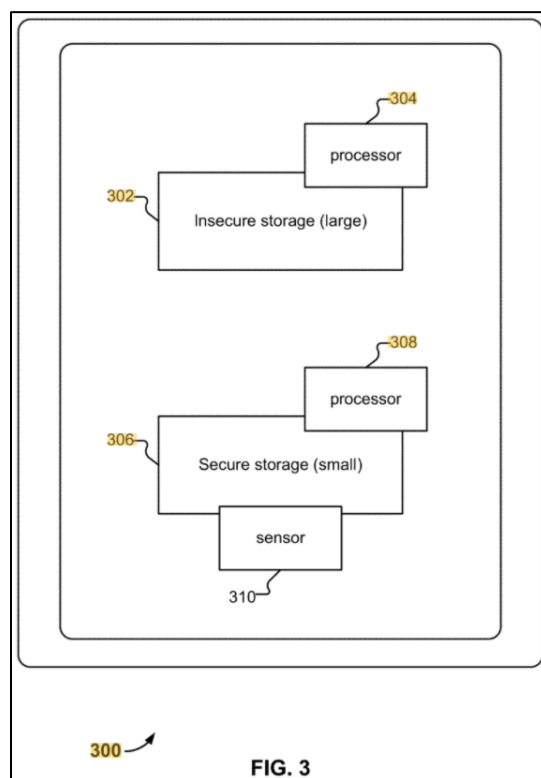 304
processor
302
Insecure storage (large)
308
processor
306
Secure storage (small)
sensor
310
300
FIG. 3